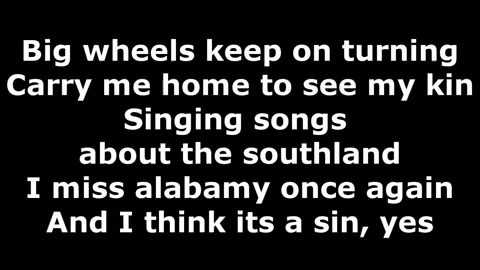 Big wheels keep on turning
Carry me home to see my kin
Singing songs
about the southland
I miss alabamy once again
And I think its a sin, yes